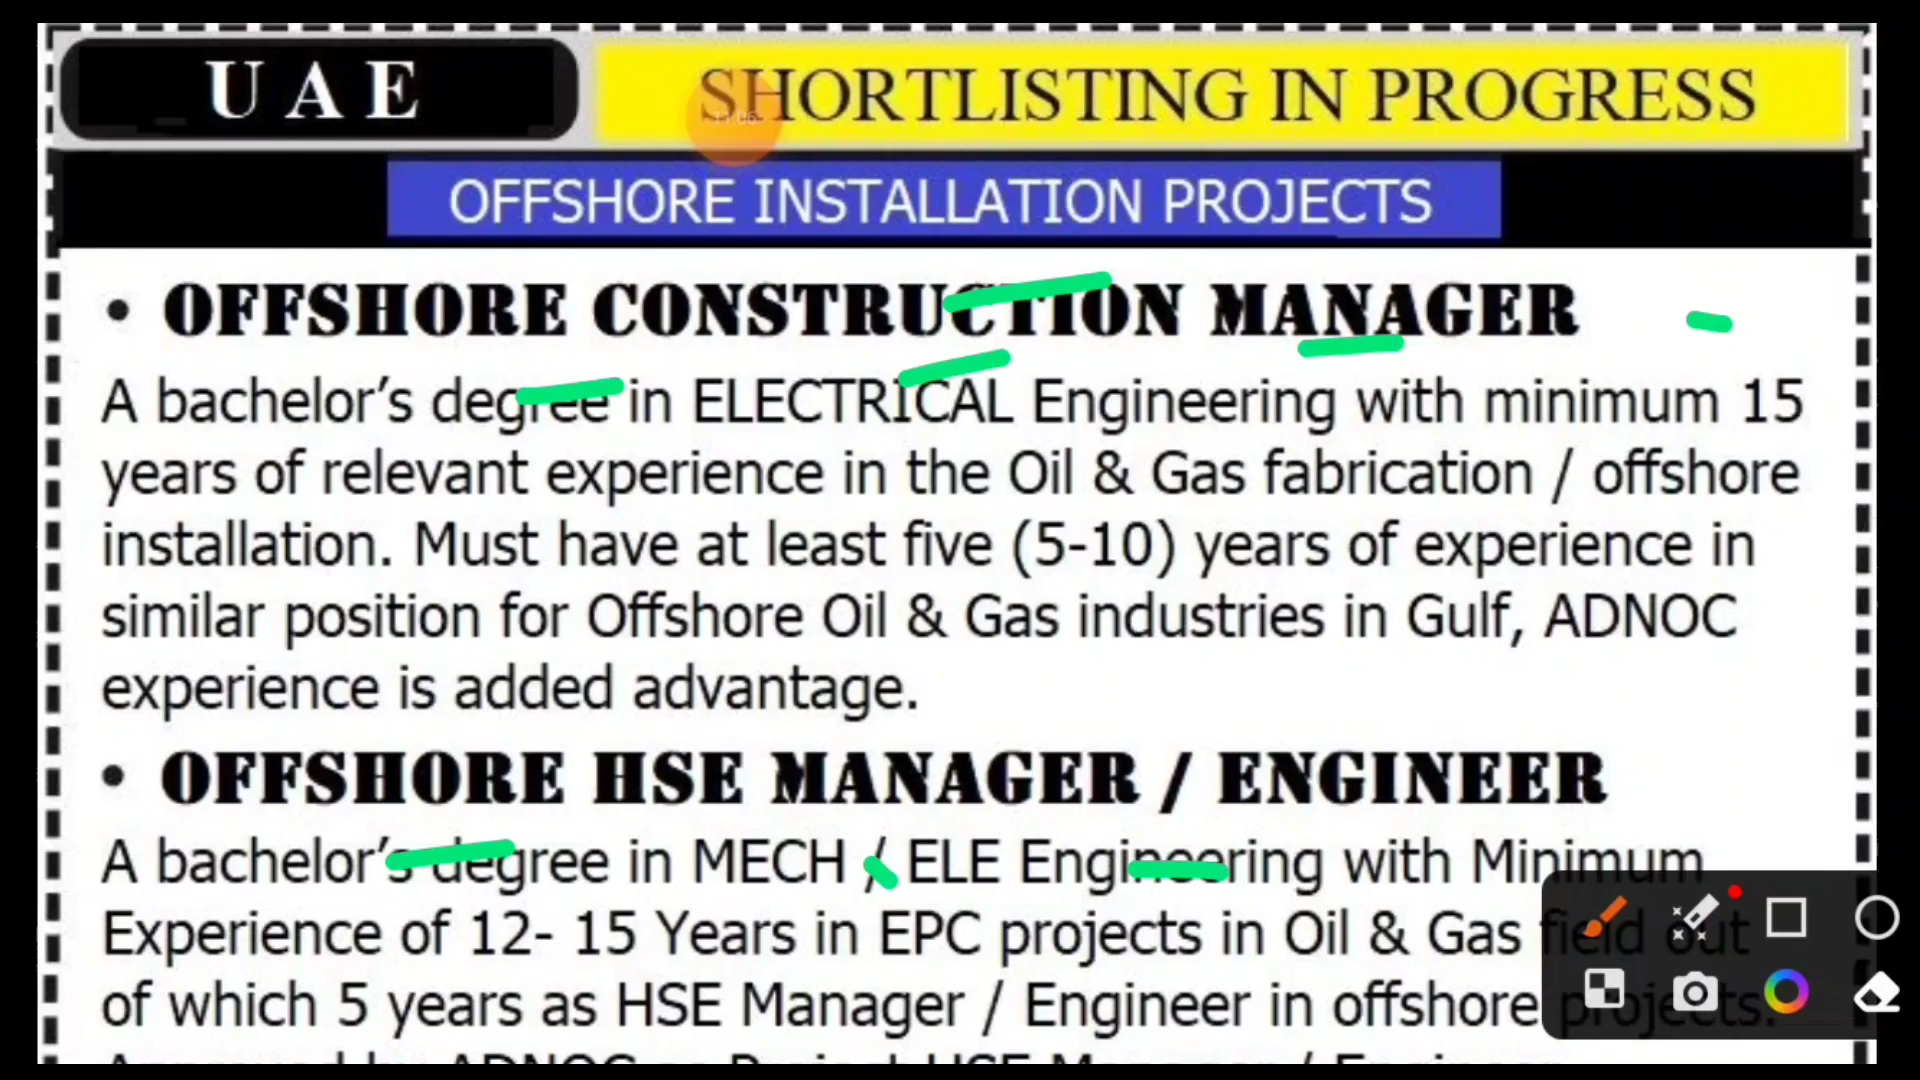 UAE
SHORTLISTING IN PROGRESS
OFFSHORE INSTALLATION PROJECTS
• OFFSHORE CONSTRUCTION MANAGER
A bachelor’s degree in ELECTRICAL Engineering with minimum 15
years of relevant experience in the Oil & Gas fabrication / offshore
installation. Must have at least five (5-10) years of experience in
similar position for Offshore Oil & Gas industries in Gulf, ADNOC
experience is added advantage.
• OFFSHORE HSE MANAGER / ENGINEER
A bachelor’s degree in MECH / ELE Engineering with Minimum
Experience of 12- 15 Years in EPC projects in Oil & Gas field out
of which 5 years as HSE Manager / Engineer in offshore projects.